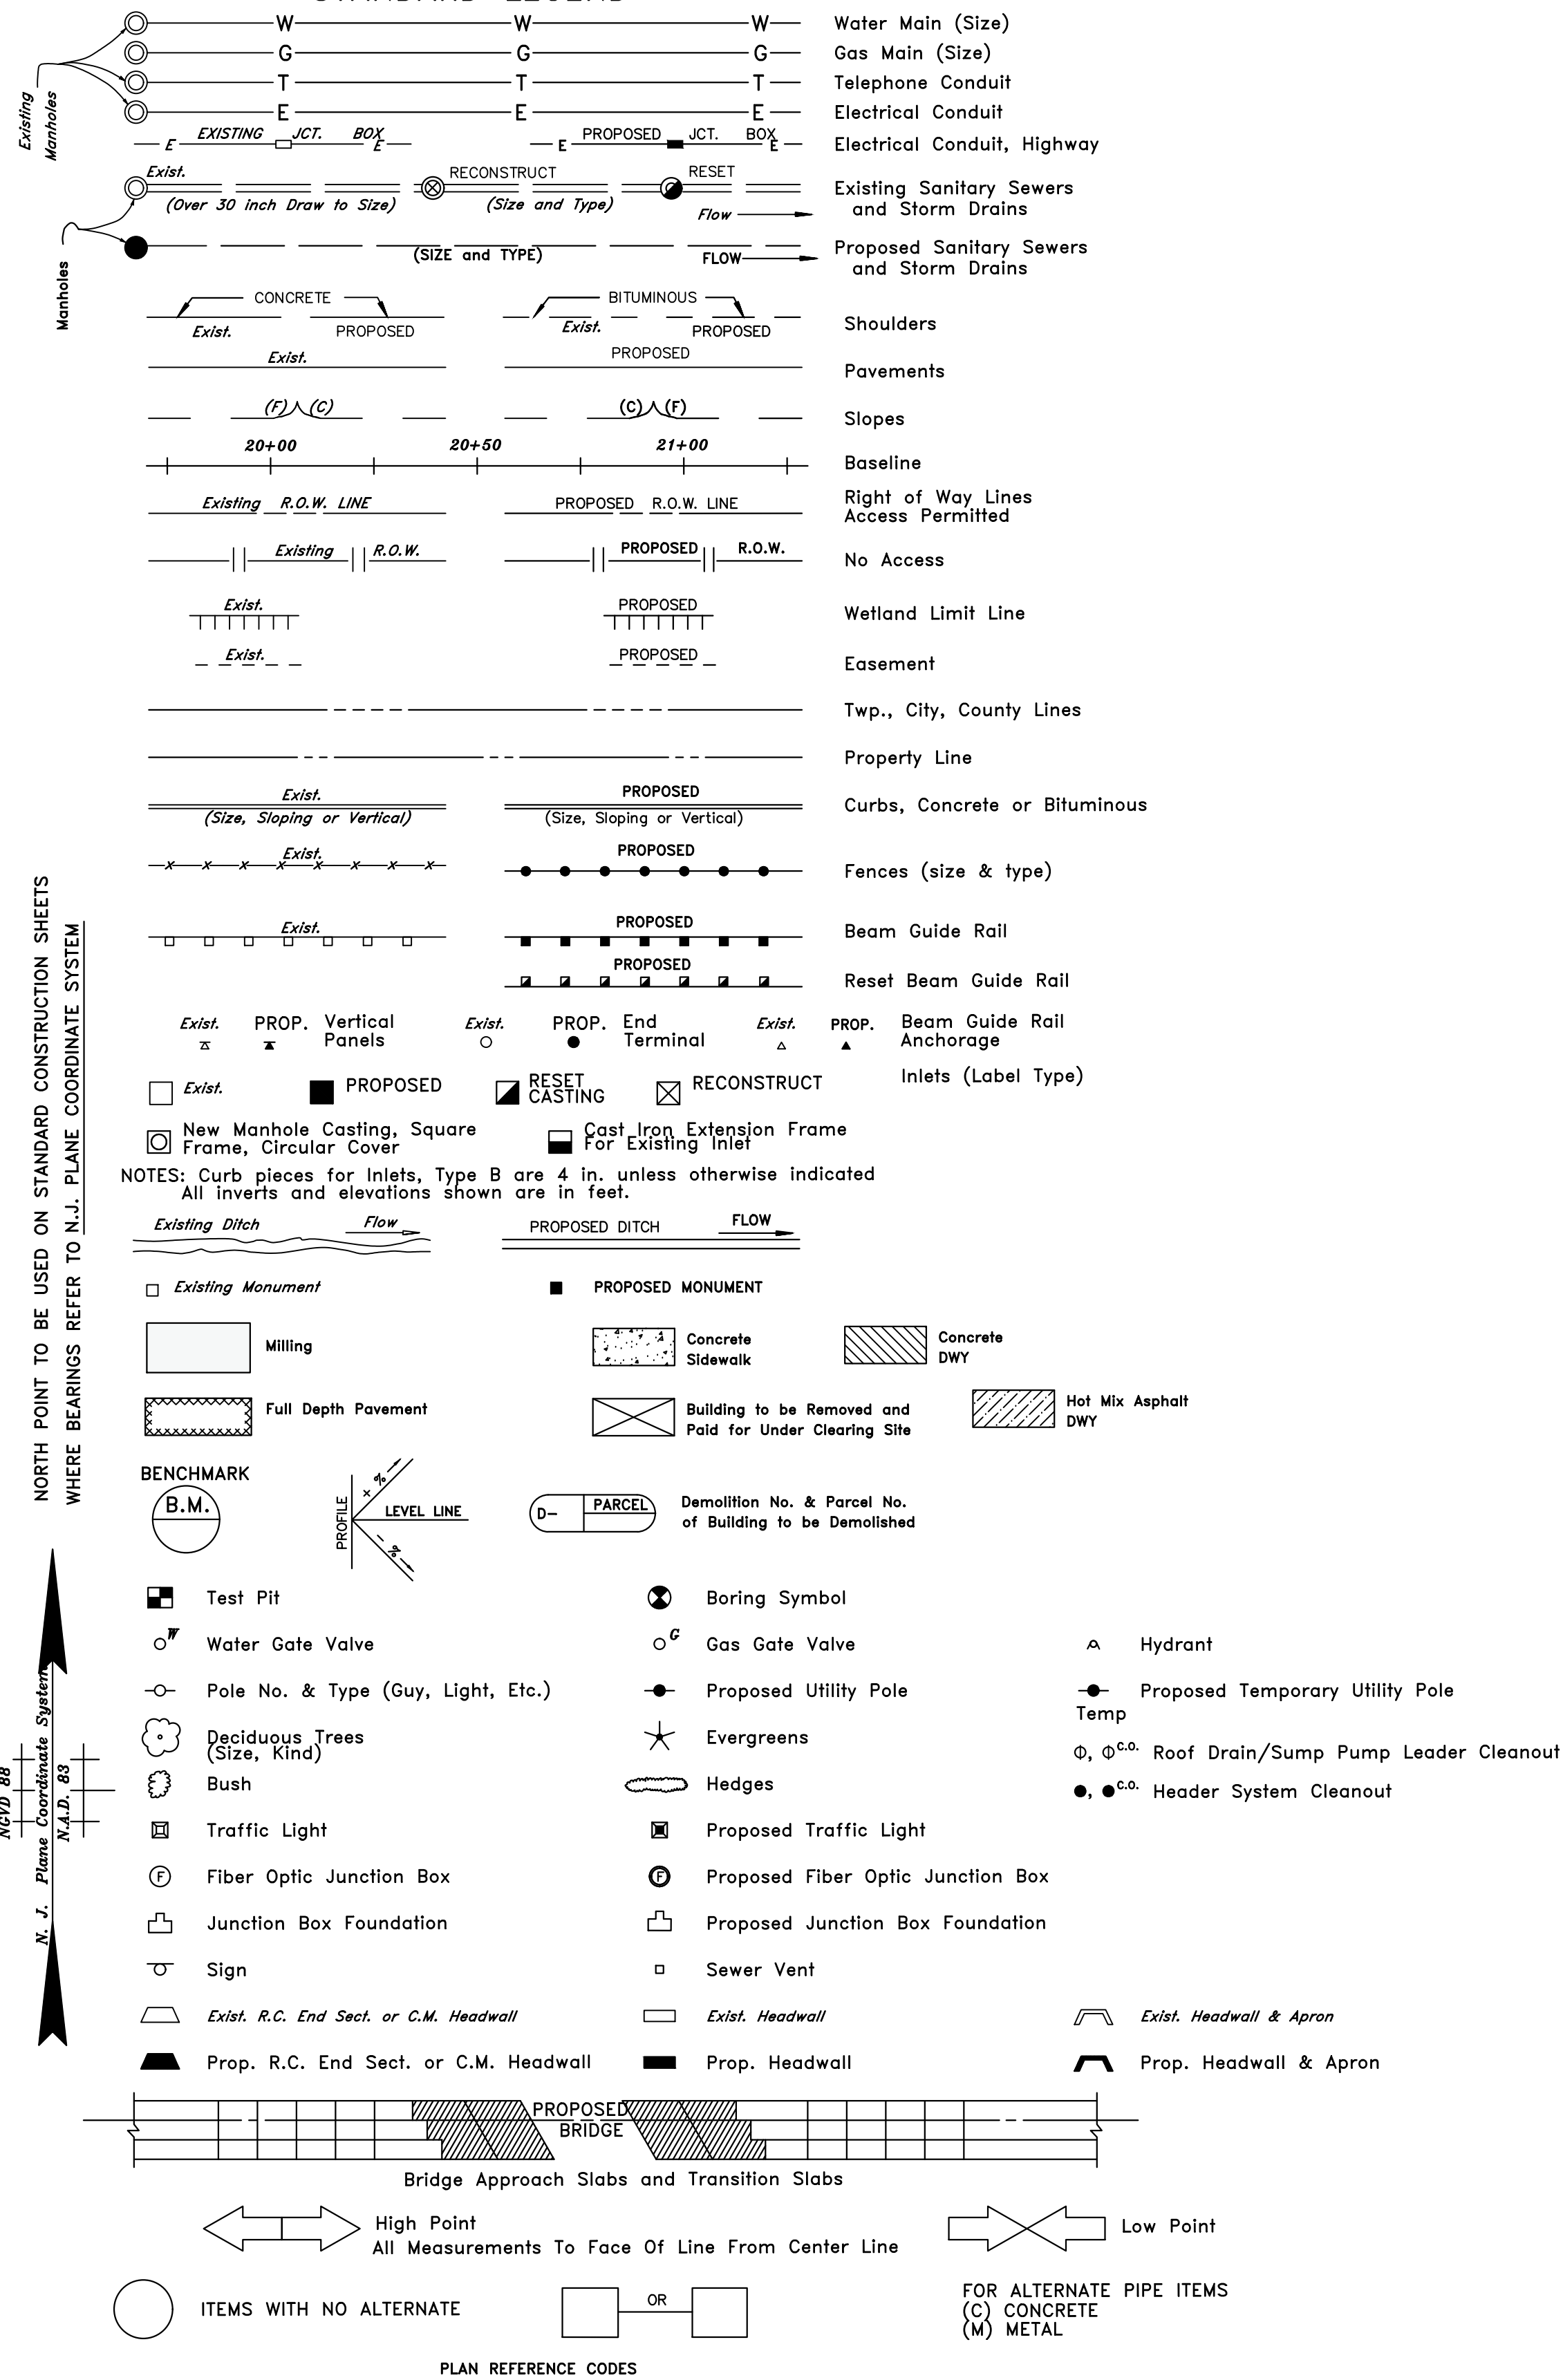 W W W Water Main (Size)
G G G Gas Main (Size)
T T T Telephone Conduit
E E E Electrical Conduit
Existing
Manholes
E EXISTING JCT. BOX E E PROPOSED JCT. BOX E Electrical Conduit, Highway
Exist. RECONSTRUCT RESET Existing Sanitary Sewers
(Over 30 inch Draw to Size) (Size and Type) Flow and Storm Drains
Manholes
(SIZE and TYPE) FLOW Proposed Sanitary Sewers
and Storm Drains
CONCRETE BITUMINOUS
Exist. PROPOSED Exist. PROPOSED Shoulders
Exist. PROPOSED Pavements
(F) (C) (C) (F) Slopes
20+00 20+50 21+00
Baseline
Existing R.O.W. LINE PROPOSED R.O.W. LINE Right of Way Lines
Access Permitted
Existing R.O.W. PROPOSED R.O.W. No Access
Exist. PROPOSED Wetland Limit Line
Exist. PROPOSED Easement
Twp., City, County Lines
Property Line
Exist. PROPOSED Curbs, Concrete or Bituminous
(Size, Sloping or Vertical) (Size, Sloping or Vertical)
Exist. PROPOSED
x x x x x x x x Fences (size & type)
Exist. PROPOSED Beam Guide Rail
PROPOSED Reset Beam Guide Rail
Exist. PROP. Vertical Exist. PROP. End Exist. PROP. Beam Guide Rail
Panels Terminal Anchorage
Inlets (Label Type)
Exist. PROPOSED RESET RECONSTRUCT
CASTING
New Manhole Casting, Square Cast Iron Extension Frame
Frame, Circular Cover For Existing Inlet
NOTES: Curb pieces for Inlets, Type B are 4 in. unless otherwise indicated
All inverts and elevations shown are in feet.
NORTH POINT TO BE USED ON STANDARD CONSTRUCTION SHEETS
WHERE BEARINGS REFER TO N.J. PLANE COORDINATE SYSTEM
Existing Ditch Flow PROPOSED DITCH FLOW
Existing Monument PROPOSED MONUMENT
Milling Concrete Concrete
Sidewalk DWY
Full Depth Pavement Building to be Removed and Hot Mix Asphalt
Paid for Under Clearing Site DWY
BENCHMARK
B.M.
PROFILE
+ %
LEVEL LINE
- %
D- PARCEL Demolition No. & Parcel No.
of Building to be Demolished
Test Pit Boring Symbol
W Water Gate Valve G Gas Gate Valve Hydrant
Pole No. & Type (Guy, Light, Etc.) Proposed Utility Pole Proposed Temporary Utility Pole
Temp
Deciduous Trees Evergreens
(Size, Kind) Φ, Φ C.O. Roof Drain/Sump Pump Leader Cleanout
Bush Hedges
●, ● C.O. Header System Cleanout
Traffic Light Proposed Traffic Light
F Fiber Optic Junction Box F Proposed Fiber Optic Junction Box
Junction Box Foundation Proposed Junction Box Foundation
Sign Sewer Vent
Exist. R.C. End Sect. or C.M. Headwall Exist. Headwall Exist. Headwall & Apron
Prop. R.C. End Sect. or C.M. Headwall Prop. Headwall Prop. Headwall & Apron
NGVD 88
N. J. Plane Coordinate System
N.A.D. 83
PROPOSED
BRIDGE
Bridge Approach Slabs and Transition Slabs
High Point Low Point
All Measurements To Face Of Line From Center Line
ITEMS WITH NO ALTERNATE OR FOR ALTERNATE PIPE ITEMS
(C) CONCRETE
(M) METAL
PLAN REFERENCE CODES